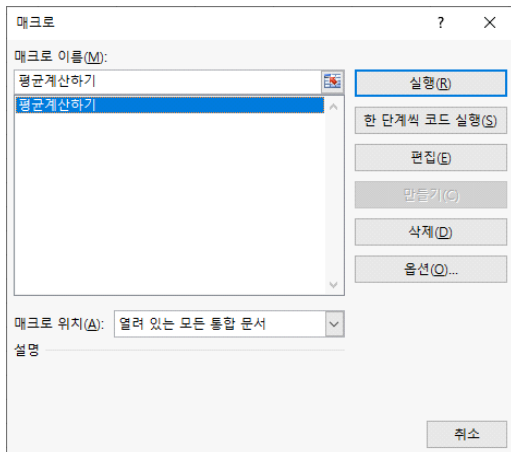 매크로
? ×
매크로 이름(M):
평균계산하기
평균계산하기
실행(R)
한 단계씩 코드 실행(S)
편집(E)
만들기(C)
삭제(D)
옵션(O)...
매크로 위치(A): 열려 있는 모든 통합 문서
설명
취소